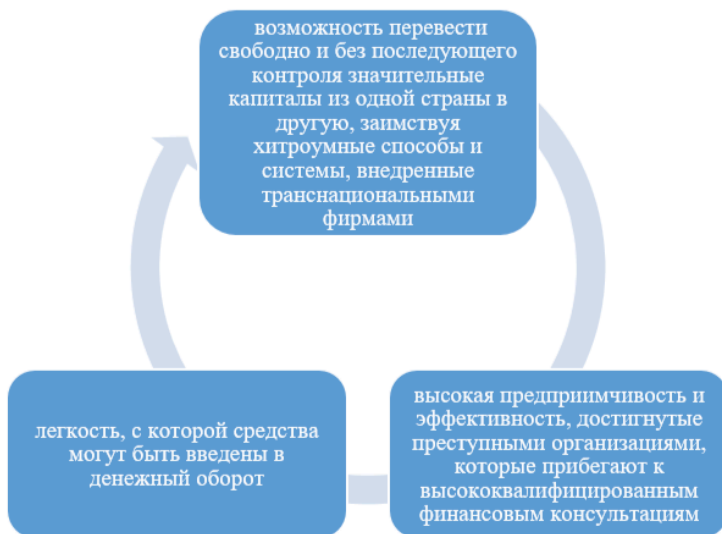 возможность перевести
свободно и без последующего
контроля значительные
капиталы из одной страны в
другую, заимствуя
хитроумные способы и
системы, внедренные
транснациональными
фирмами
легкость, с которой средства
могут быть введены в
денежный оборот
высокая предприимчивость и
эффективность, достигнутые
преступными организациями,
которые прибегают к
высококвалифицированным
финансовым консультациям